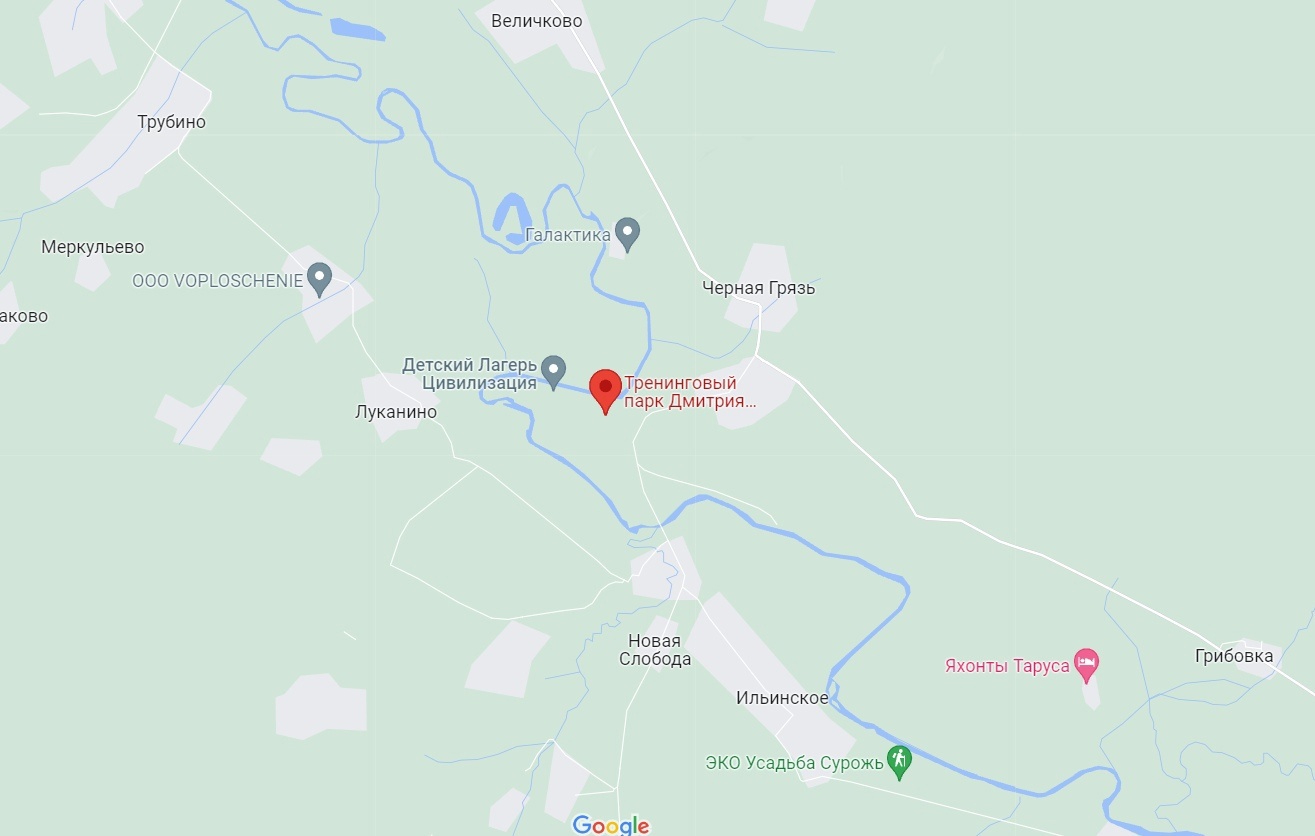 Величково
Трубино
Галактика
Меркульево
ООО VOPLOSCHENIE
Черная Грязь
аково
Детский Лагерь
Цивилизация
Тренинговый
парк Дмитрия...
Луканино
Новая
Слобода
Яхонты Таруса
Грибовка
Ильинское
ЭКО Усадьба Сурожь
Google